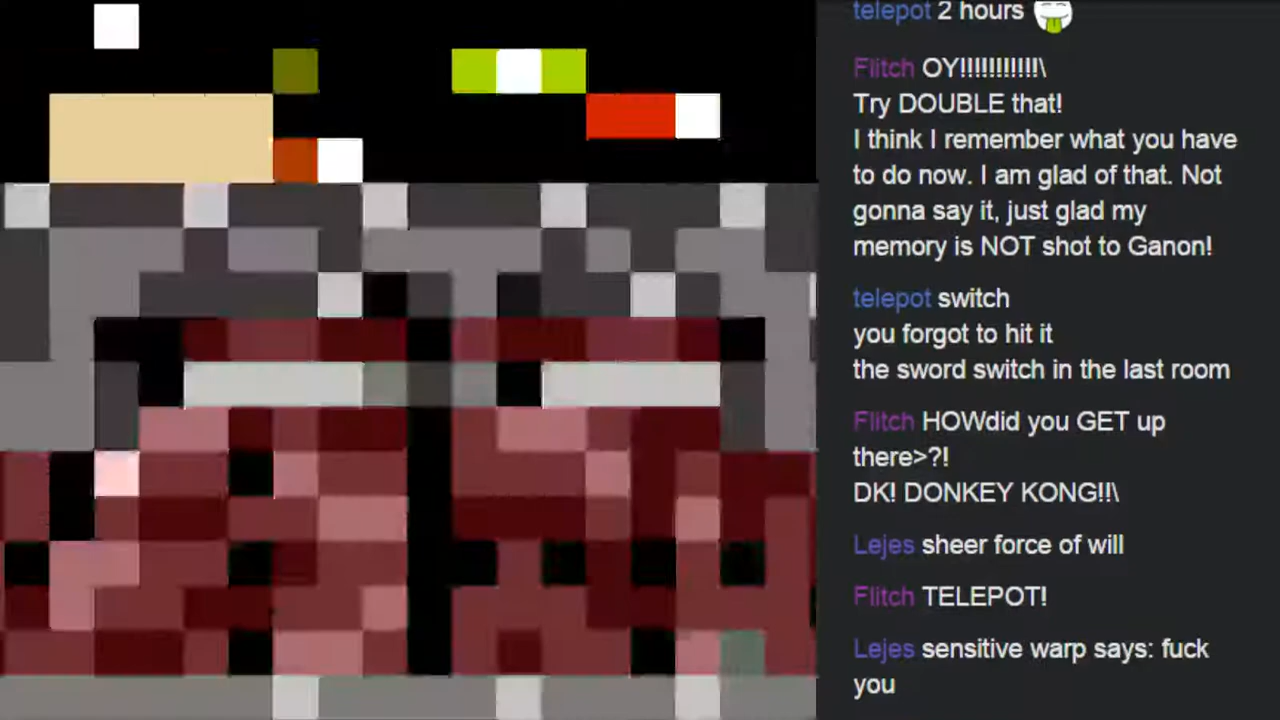 telepot 2 hours
Flitch OY!!!!!!!!!!!\
Try DOUBLE that!
I think I remember what you have
to do now. I am glad of that. Not
gonna say it, just glad my
memory is NOT shot to Ganon!
telepot switch
you forgot to hit it
the sword switch in the last room
Flitch HOWdid you GET up
there>?!
DK! DONKEY KONG!!\
Lejes sheer force of will
Flitch TELEPOT!
Lejes sensitive warp says: fuck
you